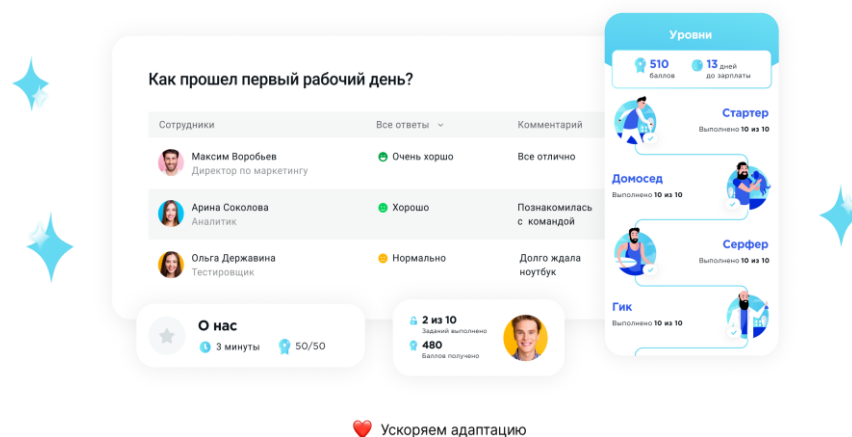 Как прошел первый рабочий день?
Сотрудники Все ответы Комментарий
Максим Воробьев Очень хоршо Все отлично
Директор по маркетингу
Арина Соколова Хорошо Познакомилась
Аналитик с командой
Ольга Державина Нормально Долго ждала
Тестировщик ноутбук
О нас
3 минуты 50/50
2 из 10
Заданий выполнено
480
Баллов получено
Уровни
510 13 дней
баллов до зарплаты
Стартер
Выполнено 10 из 10
Домосед
Выполнено 10 из 10
Серфер
Выполнено 10 из 10
Гик
Выполнено 10 из 10
Ускоряем адаптацию